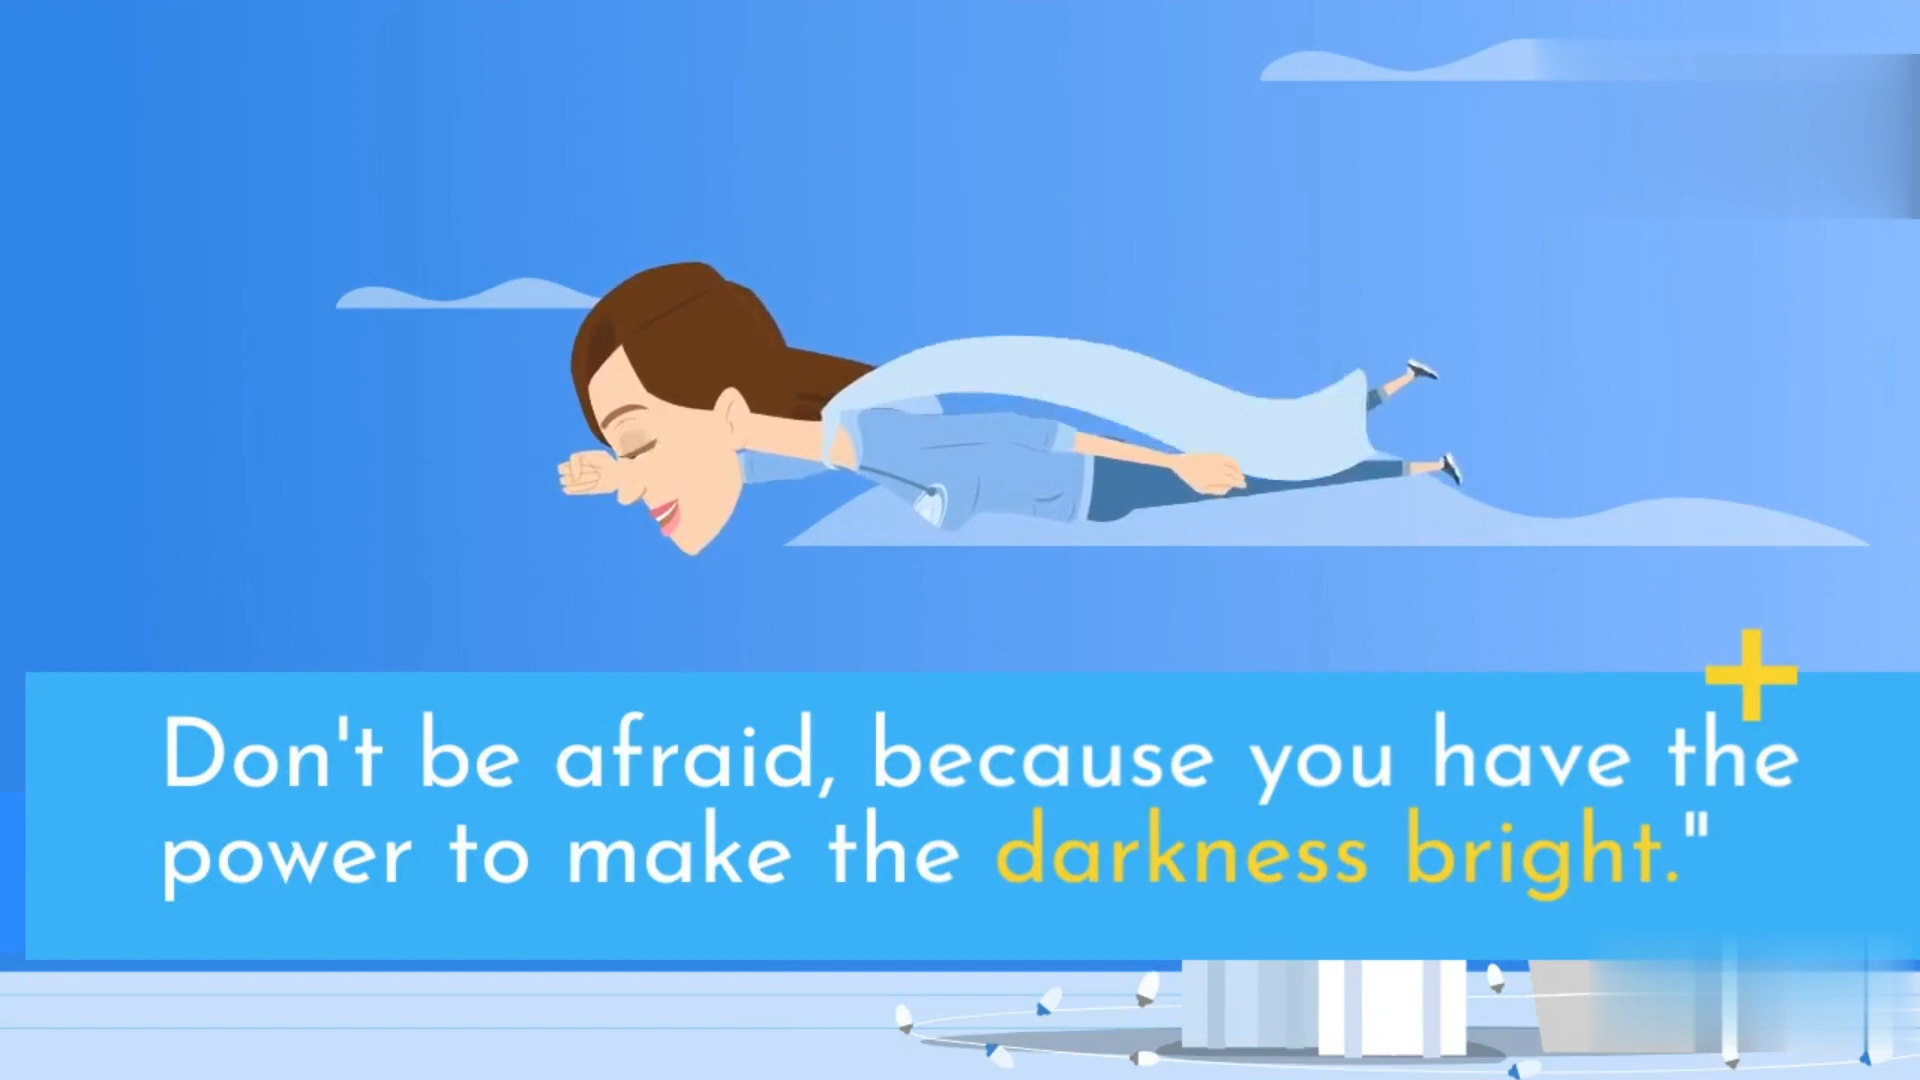 Don't be afraid, because you have the
power to make the darkness bright."